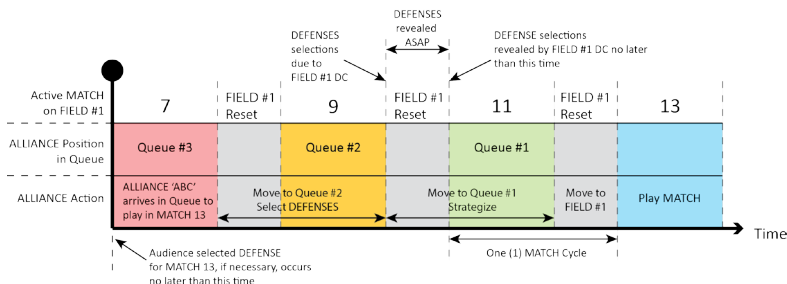 DEFENSES
revealed
ASAP
DEFENSES
selections
due to
FIELD #1 DC
DEFENSE selections
revealed by FIELD #1 DC no later
than this time
Active MATCH
on FIELD #1
7
FIELD #1
Reset
9
FIELD #1
Reset
11
FIELD #1
Reset
13
ALLIANCE Position
in Queue
Queue #3
Queue #2
Queue #1
ALLIANCE Action
ALLIANCE ‘ABC’
arrives in Queue to
play in MATCH 13
Move to Queue #2
Select DEFENSES
Move to Queue #1
Strategize
Move to
FIELD #1
Play MATCH
Time
Audience selected DEFENSE
for MATCH 13, if necessary, occurs
no later than this time
One (1) MATCH Cycle